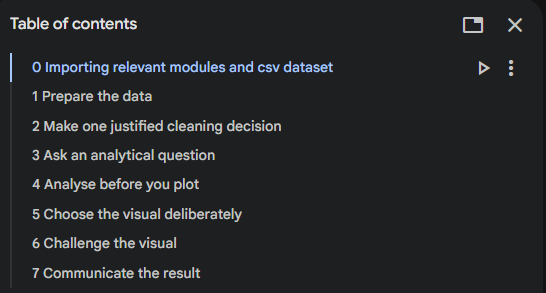 Table of contents
0 Importing relevant modules and csv dataset
1 Prepare the data
2 Make one justified cleaning decision
3 Ask an analytical question
4 Analyse before you plot
5 Choose the visual deliberately
6 Challenge the visual
7 Communicate the result